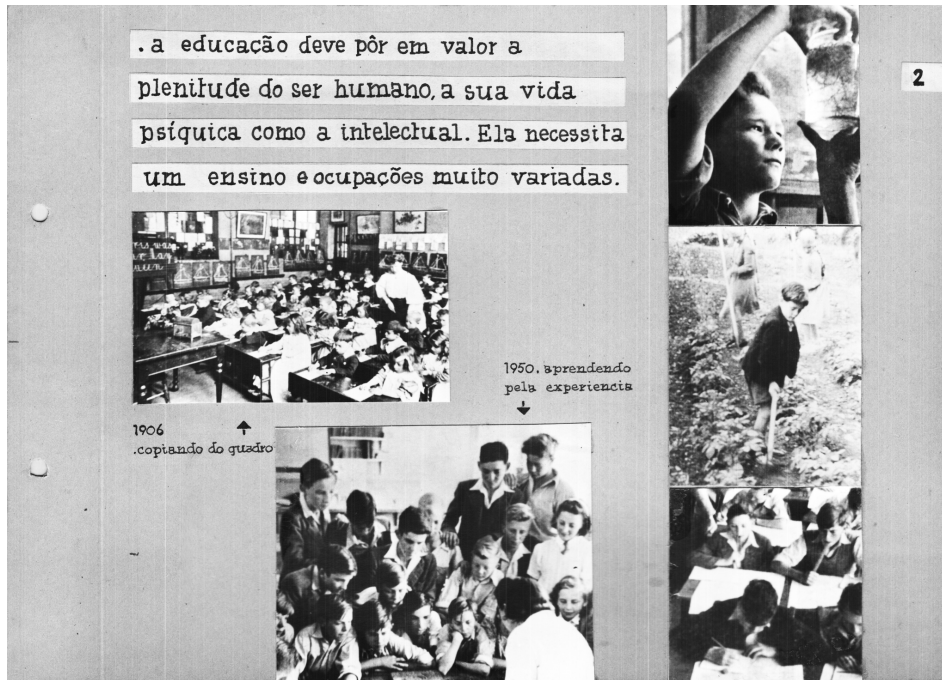 . a educação deve pôr em valor a
plenitude do ser humano, a sua vida
psíquica como a intelectual. Ela necessita
um ensino e ocupações muito variadas.
2
1950. aprendendo
pela experiencia
1906
.copiando do quadro